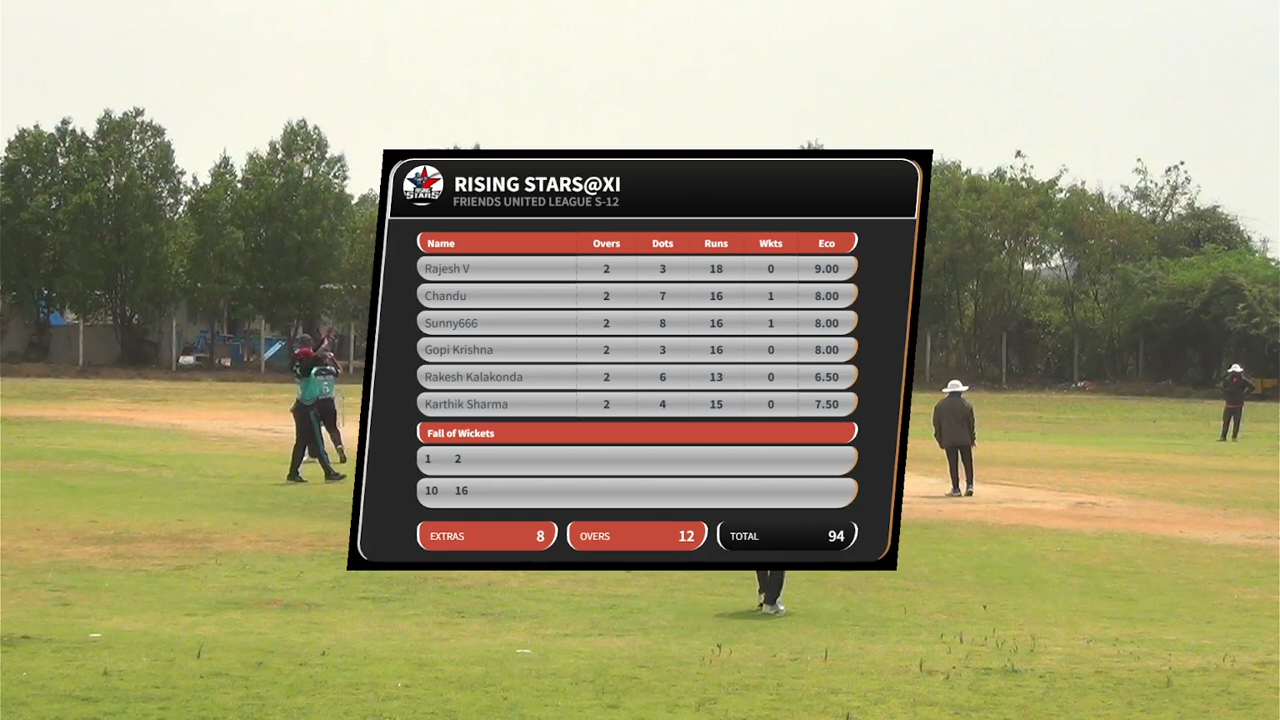 RISING STARS@XI
FRIENDS UNITED LEAGUE S-12
RISING
STARS
Name Overs Dots Runs Wkts Eco
Rajesh V 2 3 18 0 9.00
Chandu 2 7 16 1 8.00
Sunny666 2 8 16 1 8.00
Gopi Krishna 2 3 16 0 8.00
Rakesh Kalakonda 2 6 13 0 6.50
Karthik Sharma 2 4 15 0 7.50
Fall of Wickets
1 2
10 16
EXTRAS 8 OVERS 12 TOTAL 94